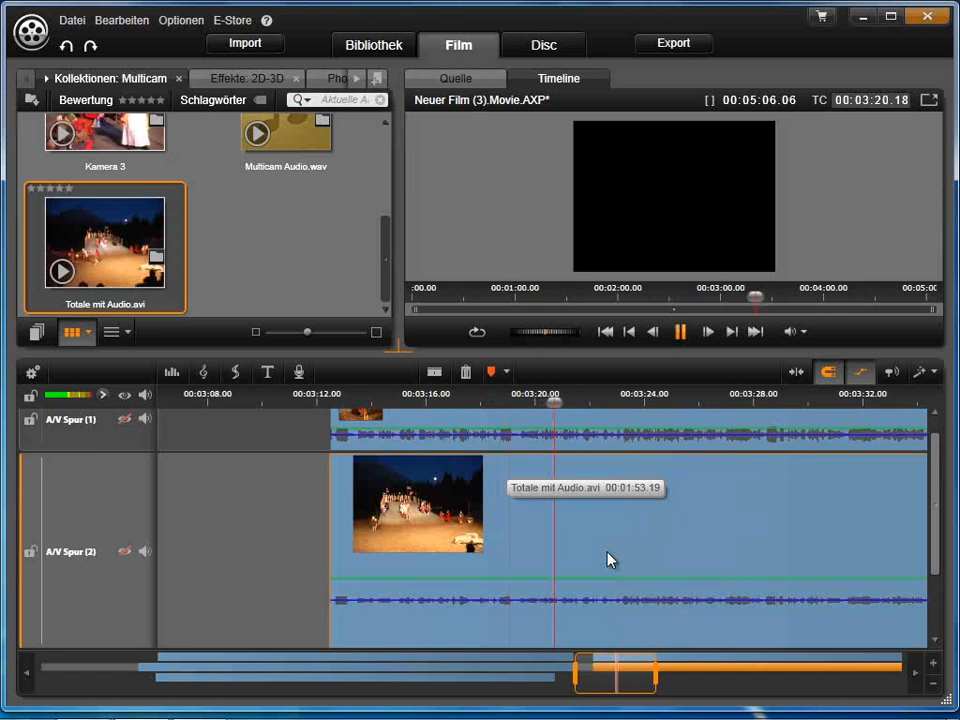 Datei Bearbeiten Optionen E-Store ?
Import Bibliothek Film Disc Export
Kollektionen: Multicam × Effekte: 2D-3D × Pho
Quelle Timeline
Bewertung Schlagwörter Aktuelle A
Neuer Film (3).Movie.AXP* [ ] 00:05:06.06 TC 00:03:20.18
Kamera 3 Multicam Audio.wav
Totale mit Audio.avi
:00.00 00:01:00.00 00:02:00.00 00:03:00.00 00:04:00.00 00:05:0
00:03:08.00 00:03:12.00 00:03:16.00 00:03:20.00 00:03:24.00 00:03:28.00 00:03:32.00
A/V Spur (1)
Totale mit Audio.avi 00:01:53.19
A/V Spur (2)